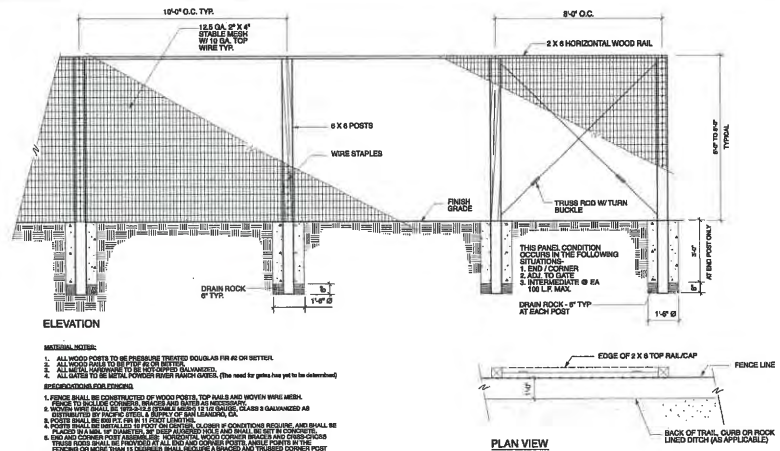 10'-0" O.C. TYP.
8'-0" O.C.
12.5 GA. 2" X 4"
STABLE MESH
W/ 10 GA. TOP
WIRE TYP.
2 X 6 HORIZONTAL WOOD RAIL
6 X 6 POSTS
WIRE STAPLES
TYPICAL
FINISH
GRADE
TRUSS ROD W/ TURN
BUCKLE
THIS PANEL CONDITION
OCCURS IN THE FOLLOWING
SITUATIONS-
1. END / CORNER
2. ADJ. TO GATE
3. INTERMEDIATE @ EA
100 L.F. MAX.
3'-0"
AT END POST ONLY
DRAIN ROCK
6" TYP.
6"
1'-6" Ø
DRAIN ROCK - 6" TYP
AT EACH POST
6"
1'-6" Ø
ELEVATION
MATERIAL NOTES:
1. ALL WOOD POSTS TO BE PRESSURE TREATED DOUGLAS FIR #2 OR BETTER.
2. ALL WOOD RAILS TO BE PTDF #2 OR BETTER.
3. ALL METAL HARDWARE TO BE HOT-DIPPED GALVANIZED.
4. ALL GATES TO BE METAL POWDER RIVER RANCH GATES. (The need for gates has yet to be determined)
SPECIFICATIONS FOR FENCING
1. FENCE SHALL BE CONSTRUCTED OF WOOD POSTS, TOP RAILS AND WOVEN WIRE MESH.
FENCE TO INCLUDE CORNERS, BRACES AND GATES AS NECESSARY.
2. WOVEN WIRE SHALL BE (STABLE MESH) 12 1/2 GAUGE, CLASS 3 GALVANIZED AS
DISTRIBUTED BY PACIFIC STEEL & SUPPLY OF SAN LEANDRO, CA.
3. POSTS SHALL BE 6X6 P.T. FIR IN 11 FOOT LENGTHS.
4. POSTS SHALL BE INSTALLED 10 FOOT ON CENTER, CLOSER IF CONDITIONS REQUIRE, AND SHALL BE
PLACED IN A MIN. 18" DIAMETER, 36" DEEP AUGERED HOLE AND SHALL BE SET IN CONCRETE.
5. END AND CORNER POST ASSEMBLIES: HORIZONTAL WOOD CORNER BRACES AND CRISS-CROSS
TRUSS RODS SHALL BE PROVIDED AT ALL END AND CORNER POSTS. ANGLE POINTS IN THE
FENCING OR MORE THAN 15 DEGREES SHALL REQUIRE A BRACED AND TRUSSED CORNER POST
EDGE OF 2 X 6 TOP RAIL/CAP
FENCE LINE
1'-0"
BACK OF TRAIL, CURB OR ROCK
LINED DITCH (AS APPLICABLE)
PLAN VIEW